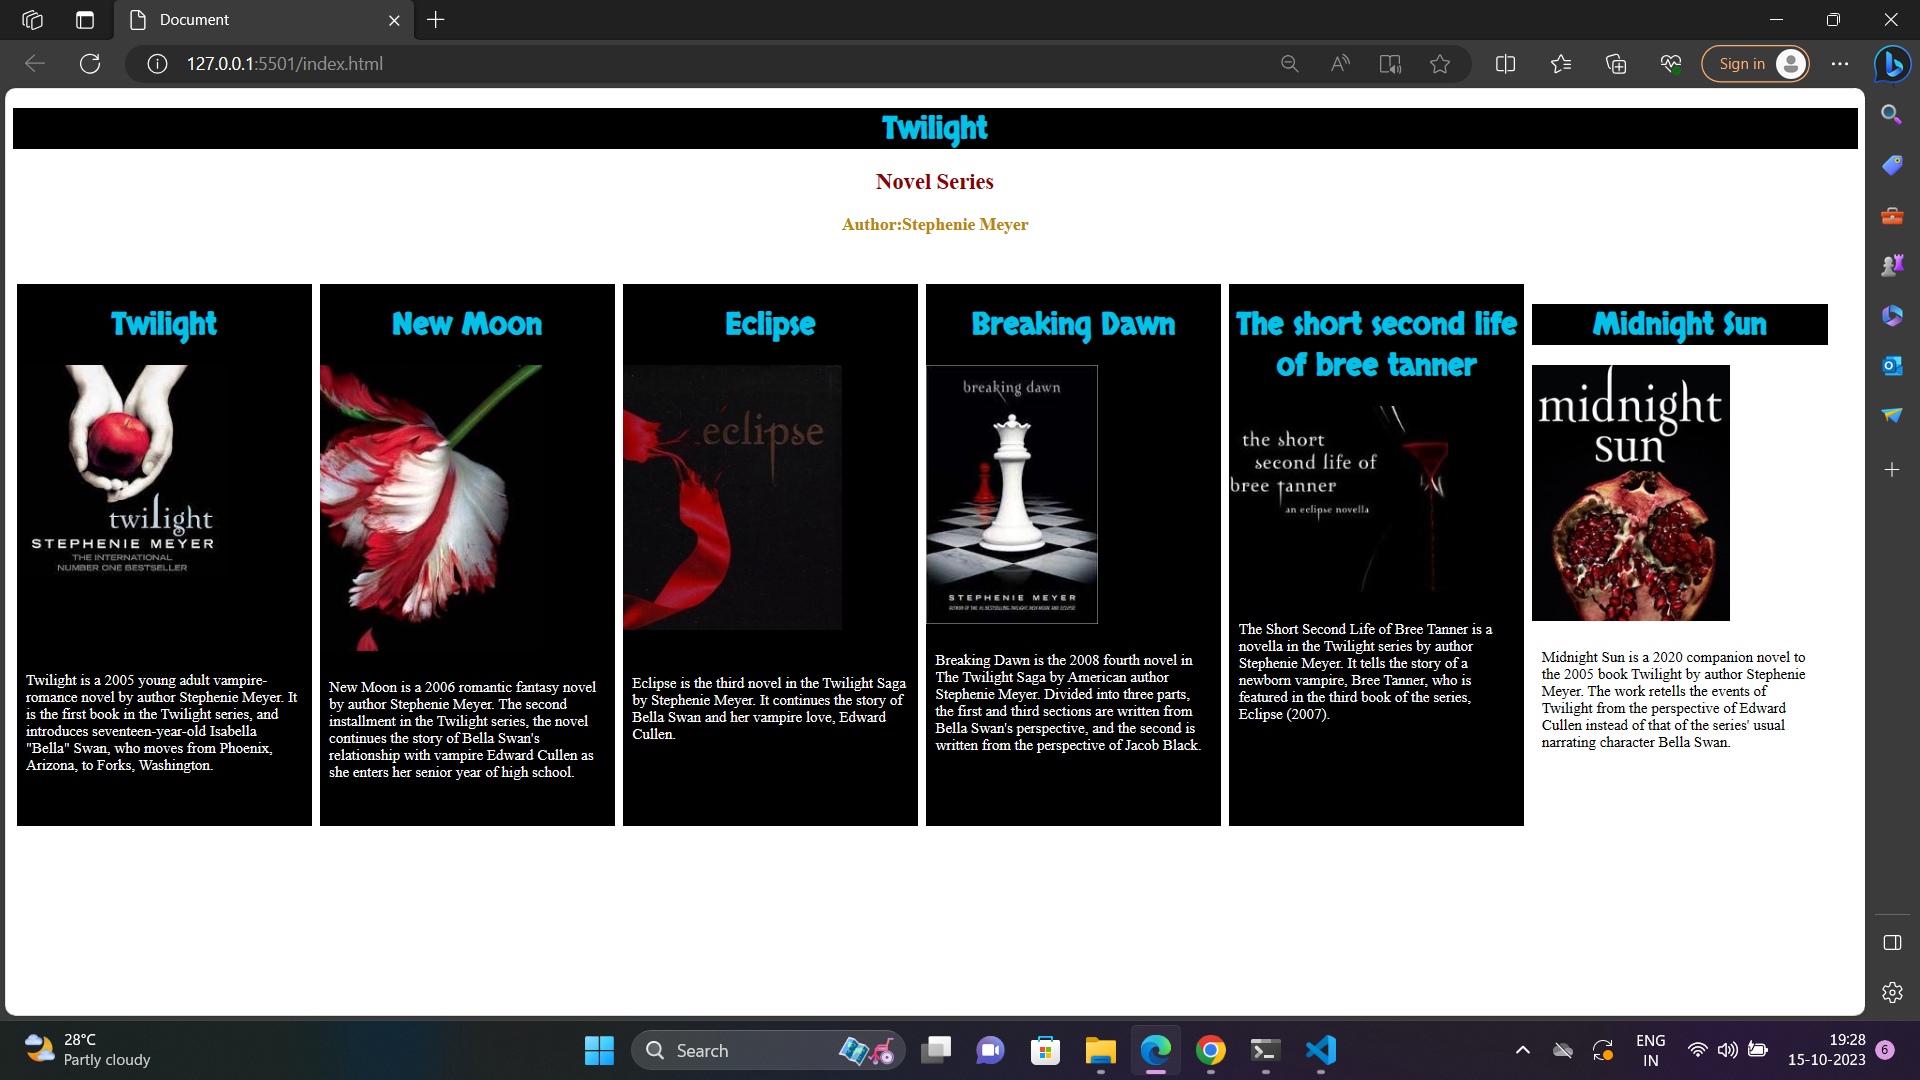 Document
127.0.0.1:5501/index.html
Sign in
Twilight
Novel Series
Author:Stephenie Meyer
Twilight
twilight
STEPHENIE MEYER
THE INTERNATIONAL
NUMBER ONE BESTSELLER
Twilight is a 2005 young adult vampire-
romance novel by author Stephenie Meyer. It
is the first book in the Twilight series, and
introduces seventeen-year-old Isabella
"Bella" Swan, who moves from Phoenix,
Arizona, to Forks, Washington.
New Moon
New Moon is a 2006 romantic fantasy novel
by author Stephenie Meyer. The second
installment in the Twilight series, the novel
continues the story of Bella Swan's
relationship with vampire Edward Cullen as
she enters her senior year of high school.
Eclipse
eclipse
Eclipse is the third novel in the Twilight Saga
by Stephenie Meyer. It continues the story of
Bella Swan and her vampire love, Edward
Cullen.
Breaking Dawn
breaking dawn
STEPHENIE MEYER
AUTHOR OF THE #1 BESTSELLING TWILIGHT, NEW MOON, AND ECLIPSE
Breaking Dawn is the 2008 fourth novel in
The Twilight Saga by American author
Stephenie Meyer. Divided into three parts,
the first and third sections are written from
Bella Swan's perspective, and the second is
written from the perspective of Jacob Black.
The short second life
of bree tanner
the short
second life of
bree tanner
an eclipse novella
The Short Second Life of Bree Tanner is a
novella in the Twilight series by author
Stephenie Meyer. It tells the story of a
newborn vampire, Bree Tanner, who is
featured in the third book of the series,
Eclipse (2007).
Midnight Sun
midnight
sun
Midnight Sun is a 2020 companion novel to
the 2005 book Twilight by author Stephenie
Meyer. The work retells the events of
Twilight from the perspective of Edward
Cullen instead of that of the series' usual
narrating character Bella Swan.
28°C
Partly cloudy
Search
ENG
IN
19:28
15-10-2023
6